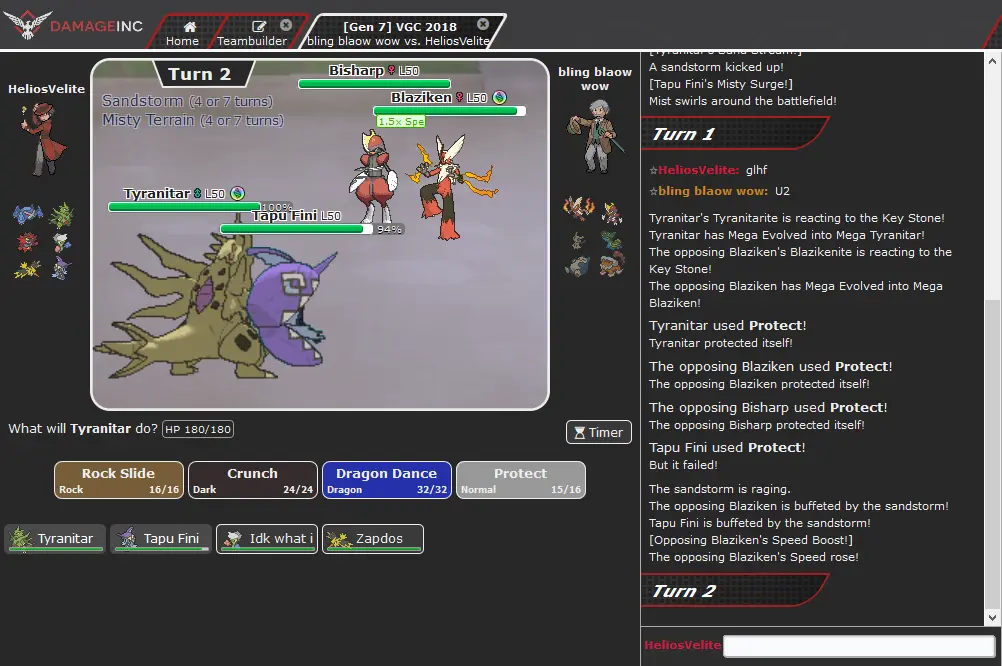 DAMAGEINC
Home
Teambuilder
[Gen 7] VGC 2018
bling blaow wow vs. HeliosVelite
HeliosVelite
Turn 2
Sandstorm (4 or 7 turns)
Misty Terrain (4 or 7 turns)
Bisharp ♀ L50
Blaziken ♀ L50
1.5x Spe
Tyranitar L50
100%
Tapu Fini L50
94%
bling blaow
wow
What will Tyranitar do? HP 180/180
Timer
Rock Slide
Rock 16/16
Crunch
Dark 24/24
Dragon Dance
Dragon 32/32
Protect
Normal 15/16
Tyranitar
Tapu Fini
Idk what i
Zapdos
[Tyranitar's Sand Stream!]
A sandstorm kicked up!
[Tapu Fini's Misty Surge!]
Mist swirls around the battlefield!
Turn 1
☆HeliosVelite: glhf
☆bling blaow wow: U2
Tyranitar's Tyranitarite is reacting to the Key Stone!
Tyranitar has Mega Evolved into Mega Tyranitar!
The opposing Blaziken's Blazikenite is reacting to the
Key Stone!
The opposing Blaziken has Mega Evolved into Mega
Blaziken!
Tyranitar used Protect!
Tyranitar protected itself!
The opposing Blaziken used Protect!
The opposing Blaziken protected itself!
The opposing Bisharp used Protect!
The opposing Bisharp protected itself!
Tapu Fini used Protect!
But it failed!
The sandstorm is raging.
The opposing Blaziken is buffeted by the sandstorm!
Tapu Fini is buffeted by the sandstorm!
[Opposing Blaziken's Speed Boost!]
The opposing Blaziken's Speed rose!
Turn 2
HeliosVelite